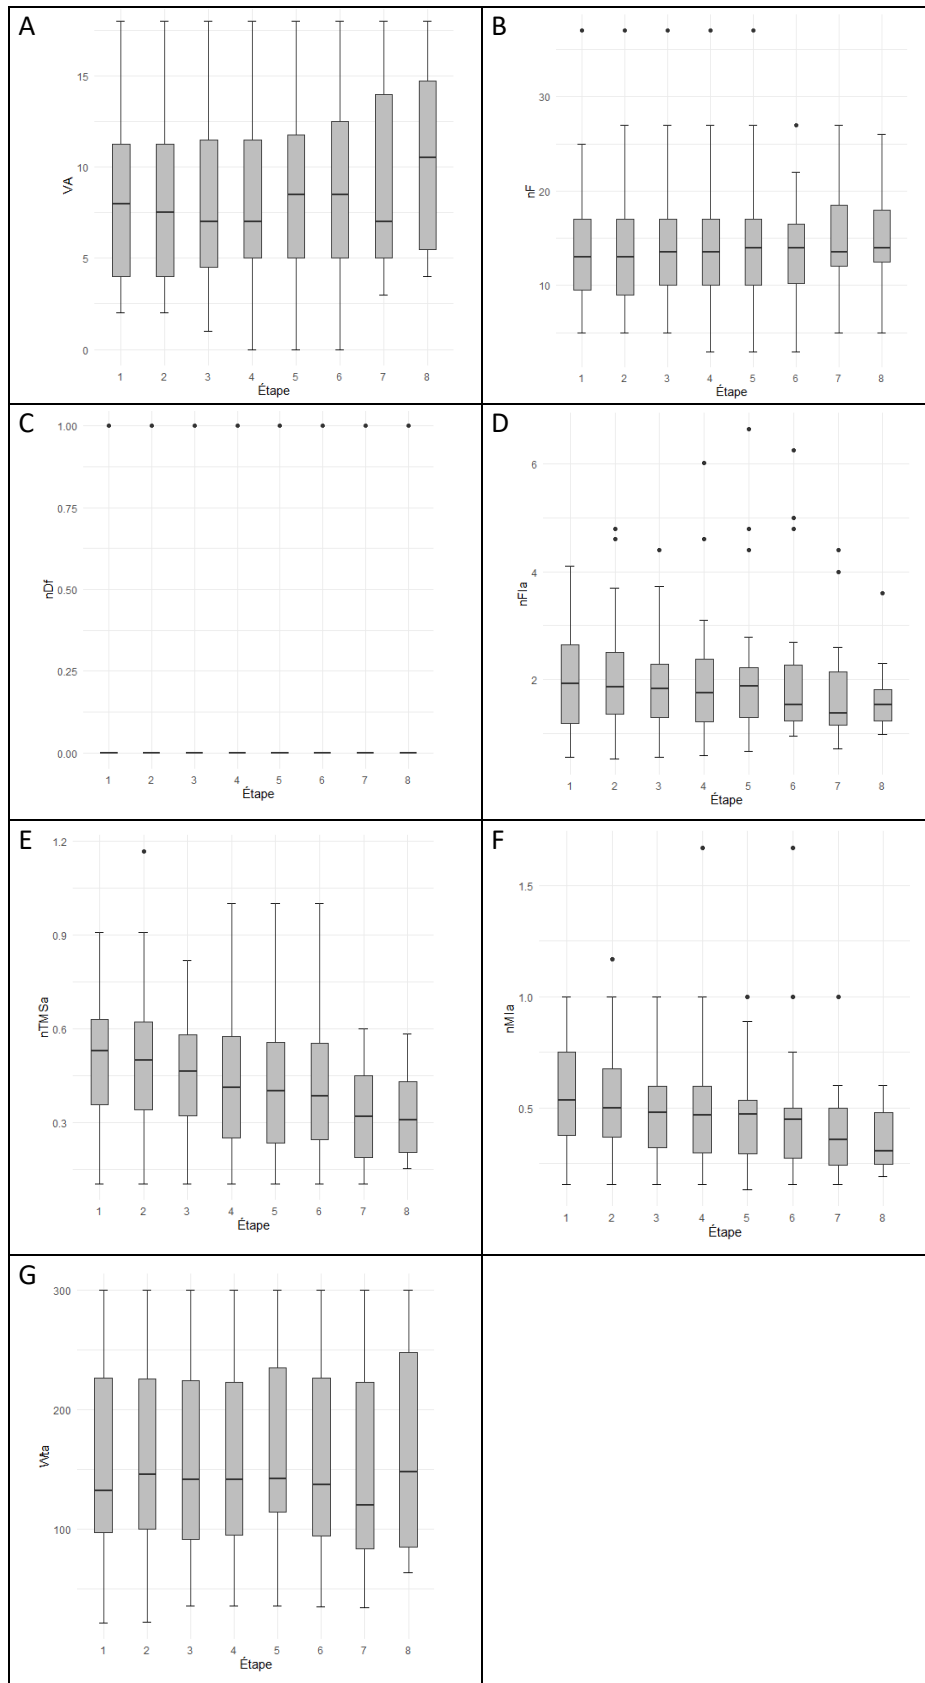 A
VA
15
10
5
0
1 2 3 4 5 6 7 8
Étape
B
nF
30
20
10
1 2 3 4 5 6 7 8
Étape
C
nDf
1.00
0.75
0.50
0.25
0.00
1 2 3 4 5 6 7 8
Étape
D
nFIa
6
4
2
1 2 3 4 5 6 7 8
Étape
E
nTMSa
1.2
0.9
0.6
0.3
1 2 3 4 5 6 7 8
Étape
F
nMIa
1.5
1.0
0.5
1 2 3 4 5 6 7 8
Étape
G
Wta
300
200
100
1 2 3 4 5 6 7 8
Étape